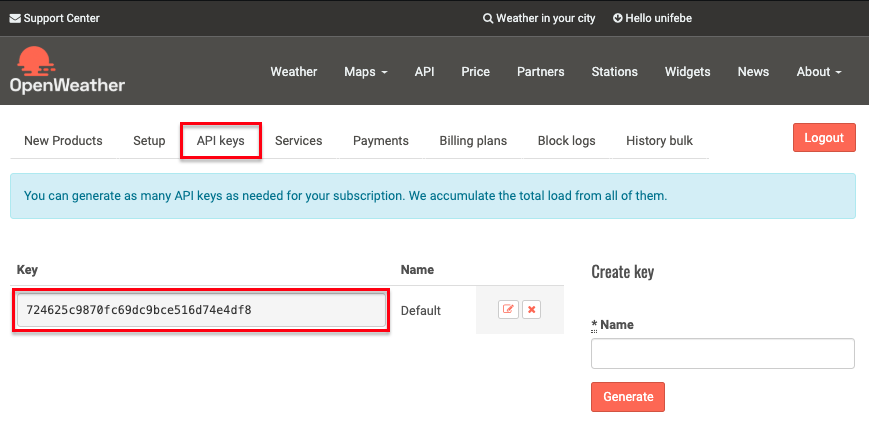 Support Center Weather in your city Hello unifebe
OpenWeather
Weather Maps API Price Partners Stations Widgets News About
New Products Setup API keys Services Payments Billing plans Block logs History bulk Logout
You can generate as many API keys as needed for your subscription. We accumulate the total load from all of them.
Key Name
724625c9870fc69dc9bce516d74e4df8 Default
Create key
* Name
Generate